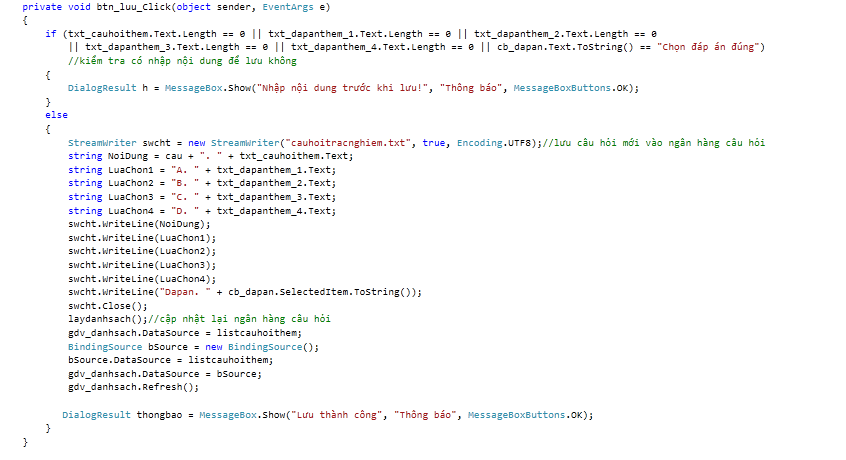 private void btn_luu_Click(object sender, EventArgs e)
{
if (txt_cauhoithem.Text.Length == 0 || txt_dapanthem_1.Text.Length == 0 || txt_dapanthem_2.Text.Length == 0
|| txt_dapanthem_3.Text.Length == 0 || txt_dapanthem_4.Text.Length == 0 || cb_dapan.Text.ToString() == "Chọn đáp án đúng")
//kiểm tra có nhập nội dung để lưu không
{
DialogResult h = MessageBox.Show("Nhập nội dung trước khi lưu!", "Thông báo", MessageBoxButtons.OK);
}
else
{
StreamWriter swcht = new StreamWriter("cauhoitracnghiem.txt", true, Encoding.UTF8);//lưu câu hỏi mới vào ngân hàng câu hỏi
string NoiDung = cau + ". " + txt_cauhoithem.Text;
string LuaChon1 = "A. " + txt_dapanthem_1.Text;
string LuaChon2 = "B. " + txt_dapanthem_2.Text;
string LuaChon3 = "C. " + txt_dapanthem_3.Text;
string LuaChon4 = "D. " + txt_dapanthem_4.Text;
swcht.WriteLine(NoiDung);
swcht.WriteLine(LuaChon1);
swcht.WriteLine(LuaChon2);
swcht.WriteLine(LuaChon3);
swcht.WriteLine(LuaChon4);
swcht.WriteLine("Dapan. " + cb_dapan.SelectedItem.ToString());
swcht.Close();
laydanhsach();//cập nhật lại ngân hàng câu hỏi
gdv_danhsach.DataSource = listcauhoithem;
BindingSource bSource = new BindingSource();
bSource.DataSource = listcauhoithem;
gdv_danhsach.DataSource = bSource;
gdv_danhsach.Refresh();
DialogResult thongbao = MessageBox.Show("Lưu thành công", "Thông báo", MessageBoxButtons.OK);
}
}